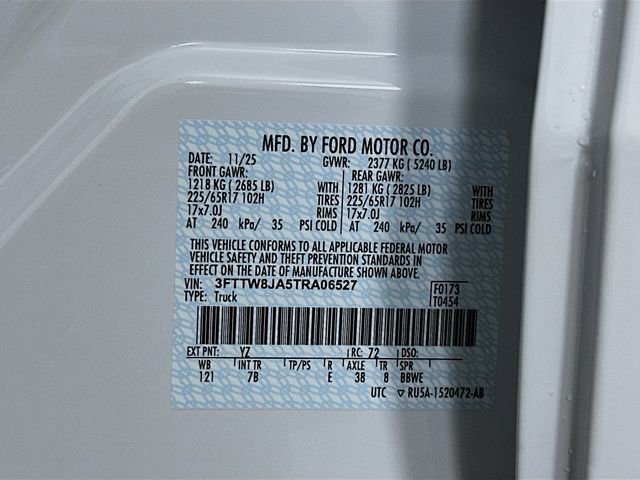 MFD. BY FORD MOTOR CO.
DATE: 11/25 GVWR: 2377 KG ( 5240 LB)
FRONT GAWR: REAR GAWR:
1218 KG ( 2685 LB) WITH 1281 KG ( 2825 LB) WITH
225/65R17 102H TIRES 225/65R17 102H TIRES
17x7.0J RIMS 17x7.0J RIMS
AT 240 kPa/ 35 PSI COLD AT 240 kPa/ 35 PSI COLD
THIS VEHICLE CONFORMS TO ALL APPLICABLE FEDERAL MOTOR
VEHICLE SAFETY AND BUMPER STANDARDS IN
EFFECT ON THE DATE OF MANUFACTURE SHOWN ABOVE.
VIN: 3FTTW8JA5TRA06527 F0173
TYPE: Truck T0454
EXT PNT: YZ RC: 72 DSO:
WB INT TR TP/PS R AXLE TR SPR
121 7B E 38 8 BBWE
UTC ▽ RU5A-1520472-AB